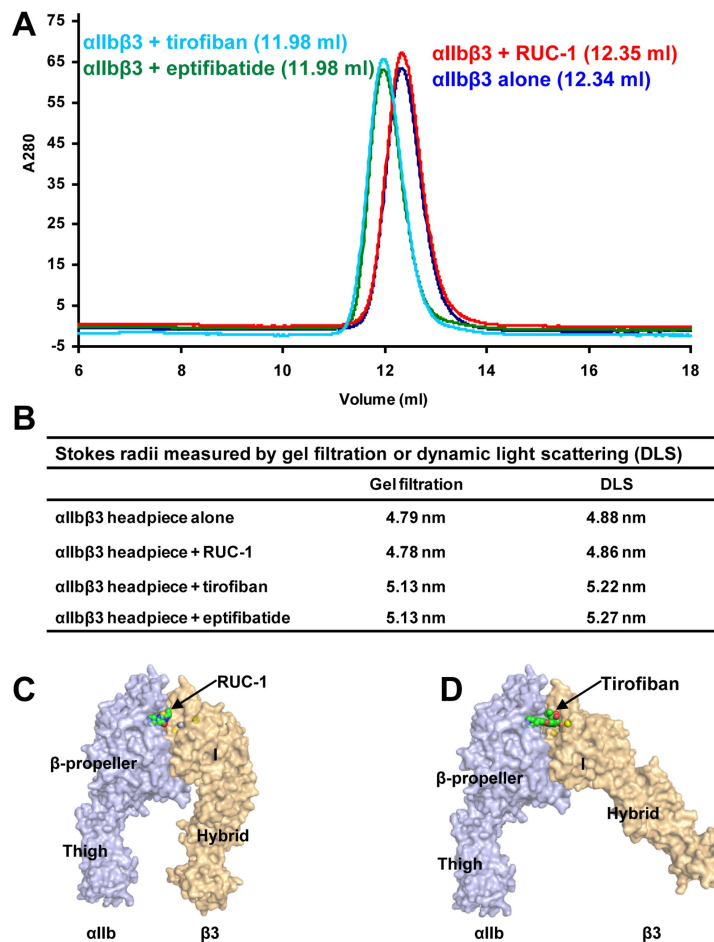 A
αIIbβ3 + tirofiban (11.98 ml)
αIIbβ3 + eptifibatide (11.98 ml)
αIIbβ3 + RUC-1 (12.35 ml)
αIIbβ3 alone (12.34 ml)
75
65
55
45
35
25
15
5
-5
A280
6
8
10
12
14
16
18
Volume (ml)
B
Stokes radii measured by gel filtration or dynamic light scattering (DLS)
Gel filtration DLS
αIIbβ3 headpiece alone 4.79 nm 4.88 nm
αIIbβ3 headpiece + RUC-1 4.78 nm 4.86 nm
αIIbβ3 headpiece + tirofiban 5.13 nm 5.22 nm
αIIbβ3 headpiece + eptifibatide 5.13 nm 5.27 nm
C
RUC-1
β-propeller
I
Hybrid
Thigh
αIIb
β3
D
Tirofiban
β-propeller
I
Hybrid
Thigh
αIIb
β3